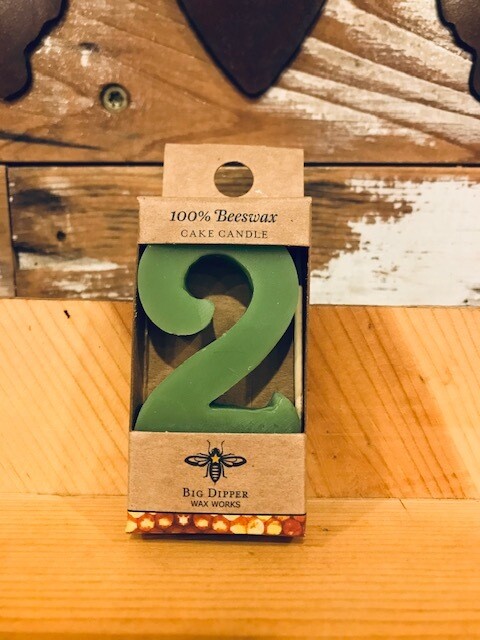 100% Beeswax
CAKE CANDLE
2
BIG DIPPER
WAX WORKS